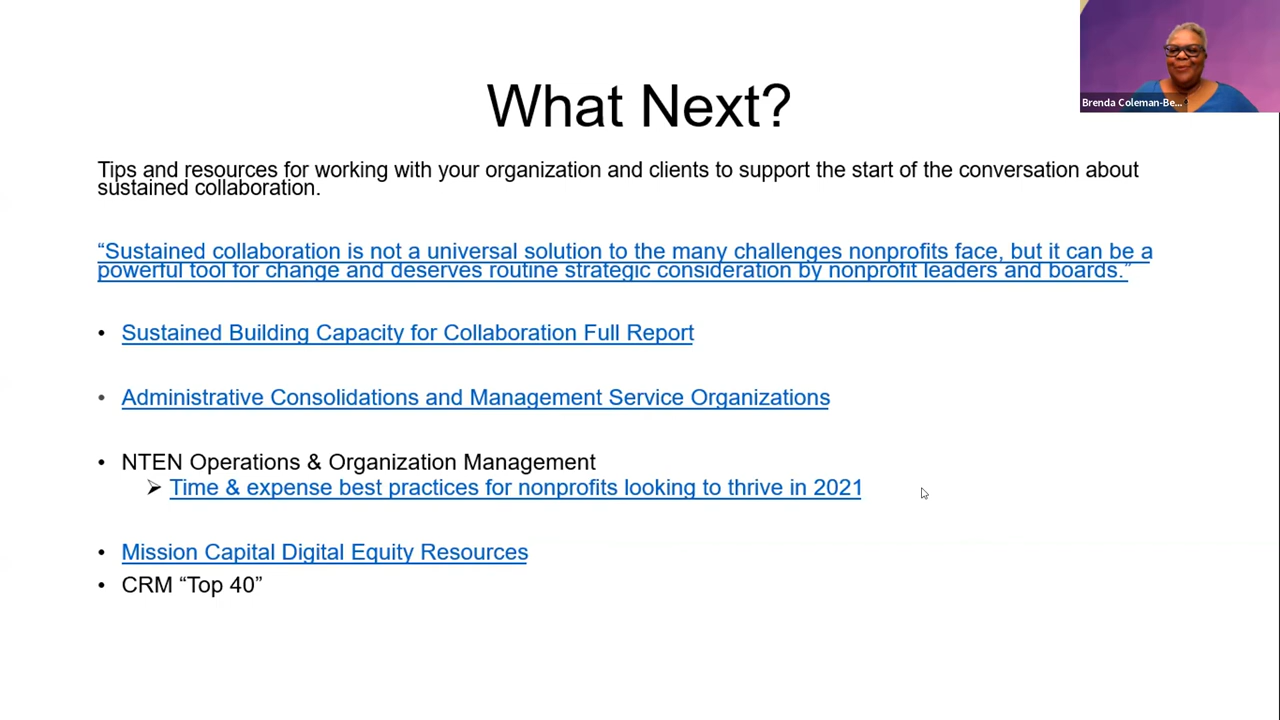 What Next?
Brenda Coleman-Be...
Tips and resources for working with your organization and clients to support the start of the conversation about
sustained collaboration.
“Sustained collaboration is not a universal solution to the many challenges nonprofits face, but it can be a
powerful tool for change and deserves routine strategic consideration by nonprofit leaders and boards.”
• Sustained Building Capacity for Collaboration Full Report
• Administrative Consolidations and Management Service Organizations
• NTEN Operations & Organization Management
➢ Time & expense best practices for nonprofits looking to thrive in 2021
• Mission Capital Digital Equity Resources
• CRM “Top 40”